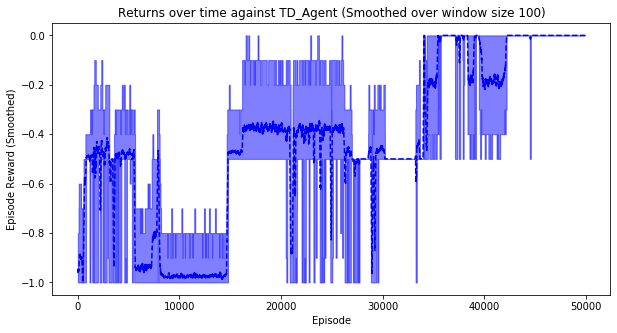 Returns over time against TD_Agent (Smoothed over window size 100)
Episode Reward (Smoothed)
0.0
−0.2
−0.4
−0.6
−0.8
−1.0
0 10000 20000 30000 40000 50000
Episode